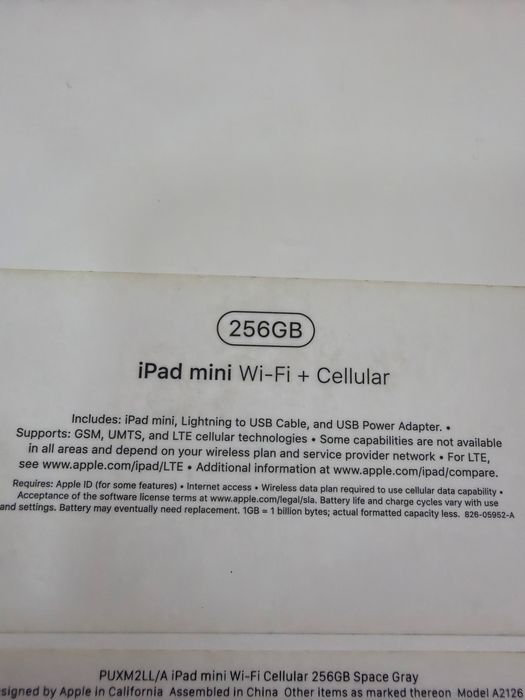 256GB
iPad mini Wi-Fi + Cellular
Includes: iPad mini, Lightning to USB Cable, and USB Power Adapter. •
Supports: GSM, UMTS, and LTE cellular technologies • Some capabilities are not available
in all areas and depend on your wireless plan and service provider network • For LTE,
see www.apple.com/ipad/LTE • Additional information at www.apple.com/ipad/compare.
Requires: Apple ID (for some features) • Internet access • Wireless data plan required to use cellular data capability •
Acceptance of the software license terms at www.apple.com/legal/sla. Battery life and charge cycles vary with use
and settings. Battery may eventually need replacement. 1GB = 1 billion bytes; actual formatted capacity less. 826-05952-A
PUXM2LL/A iPad mini Wi-Fi Cellular 256GB Space Gray
signed by Apple in California Assembled in China Other items as marked thereon Model A2126